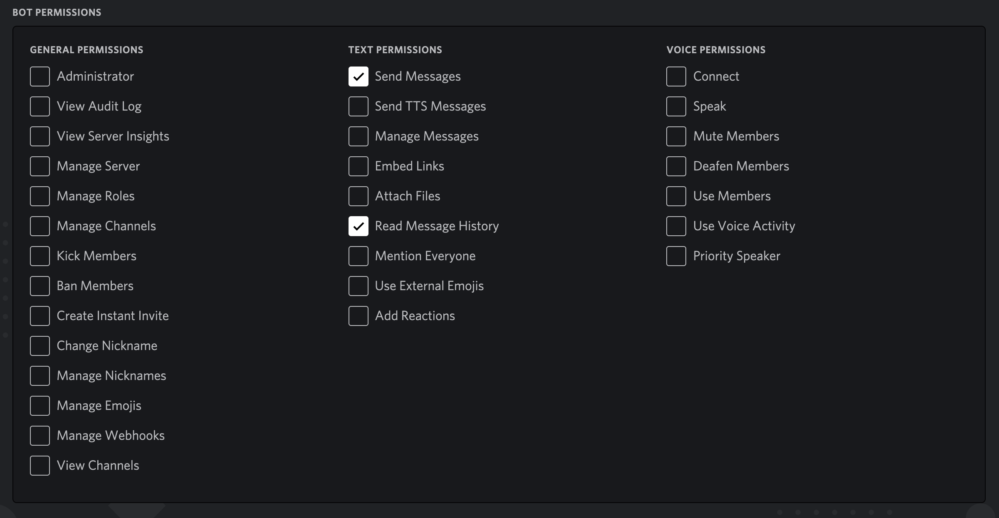 BOT PERMISSIONS
GENERAL PERMISSIONS
Administrator
View Audit Log
View Server Insights
Manage Server
Manage Roles
Manage Channels
Kick Members
Ban Members
Create Instant Invite
Change Nickname
Manage Nicknames
Manage Emojis
Manage Webhooks
View Channels
TEXT PERMISSIONS
Send Messages
Send TTS Messages
Manage Messages
Embed Links
Attach Files
Read Message History
Mention Everyone
Use External Emojis
Add Reactions
VOICE PERMISSIONS
Connect
Speak
Mute Members
Deafen Members
Use Members
Use Voice Activity
Priority Speaker